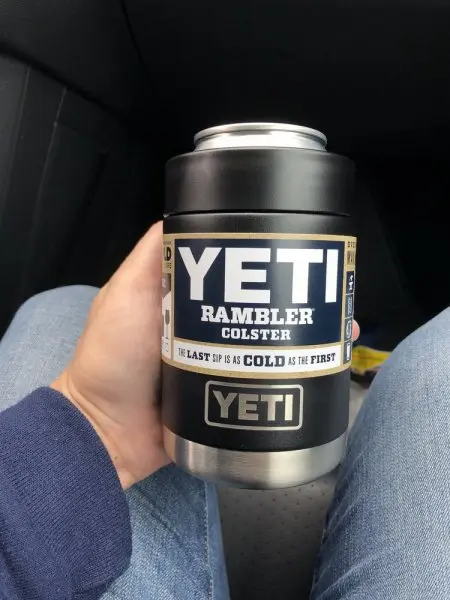 YETI
RAMBLER
COLSTER
THE LAST SIP IS AS COLD AS THE FIRST
YETI